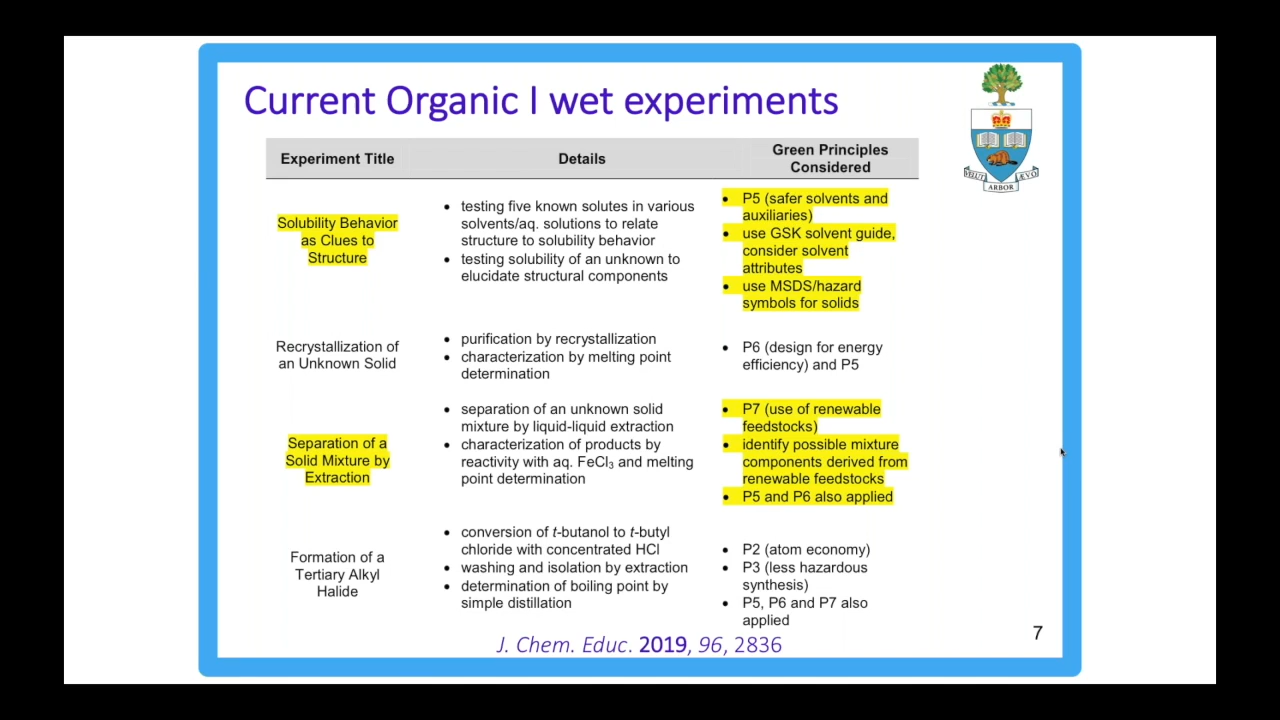 Current Organic I wet experiments
Experiment Title
Details
Green Principles
Considered
Solubility Behavior
as Clues to
Structure
• testing five known solutes in various
solvents/aq. solutions to relate
structure to solubility behavior
• testing solubility of an unknown to
elucidate structural components
• P5 (safer solvents and
auxiliaries)
• use GSK solvent guide,
consider solvent
attributes
• use MSDS/hazard
symbols for solids
Recrystallization of
an Unknown Solid
• purification by recrystallization
• characterization by melting point
determination
• P6 (design for energy
efficiency) and P5
Separation of a
Solid Mixture by
Extraction
• separation of an unknown solid
mixture by liquid-liquid extraction
• characterization of products by
reactivity with aq. FeCl₃ and melting
point determination
• P7 (use of renewable
feedstocks)
• identify possible mixture
components derived from
renewable feedstocks
• P5 and P6 also applied
Formation of a
Tertiary Alkyl
Halide
• conversion of t-butanol to t-butyl
chloride with concentrated HCl
• washing and isolation by extraction
• determination of boiling point by
simple distillation
• P2 (atom economy)
• P3 (less hazardous
synthesis)
• P5, P6 and P7 also
applied
J. Chem. Educ. 2019, 96, 2836
7
VELUT
ARBOR
ÆVO